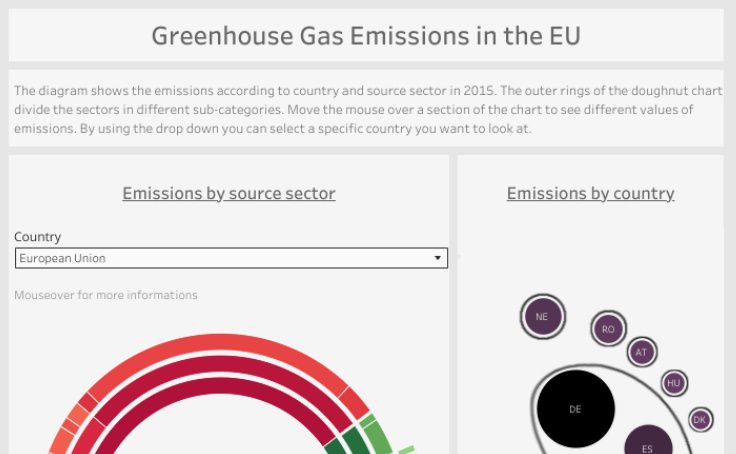 Greenhouse Gas Emissions in the EU
The diagram shows the emissions according to country and source sector in 2015. The outer rings of the doughnut chart
divide the sectors in different sub-categories. Move the mouse over a section of the chart to see different values of
emissions. By using the drop down you can select a specific country you want to look at.
Emissions by source sector
Country
European Union
Mouseover for more informations
Emissions by country
NE
RO
AT
HU
DE
DK
ES